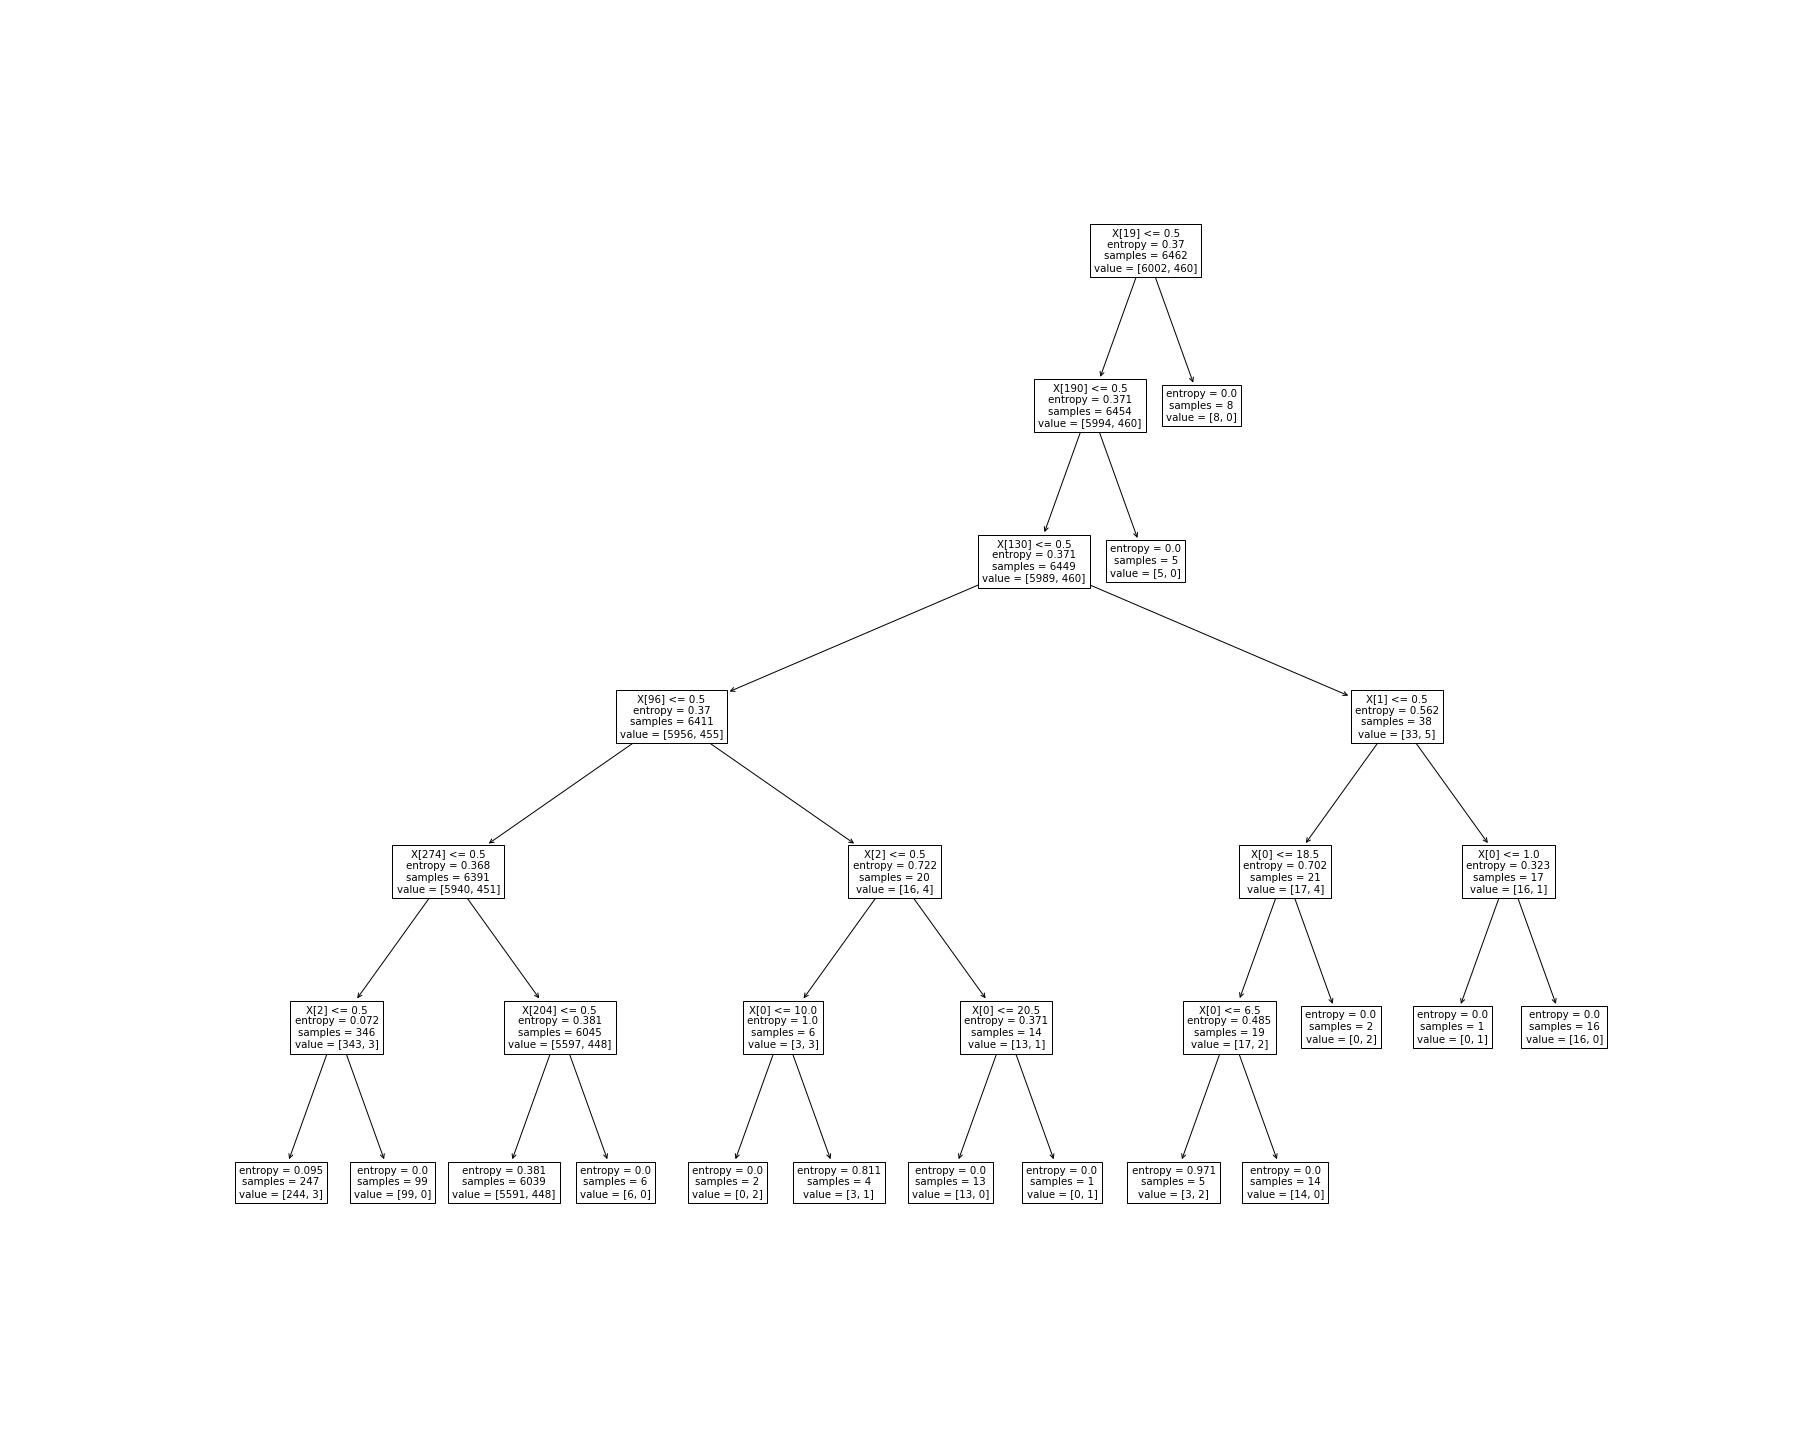 X[19] <= 0.5
entropy = 0.37
samples = 6462
value = [6002, 460]
X[190] <= 0.5
entropy = 0.371
samples = 6454
value = [5994, 460]
entropy = 0.0
samples = 8
value = [8, 0]
X[130] <= 0.5
entropy = 0.371
samples = 6449
value = [5989, 460]
entropy = 0.0
samples = 5
value = [5, 0]
X[96] <= 0.5
entropy = 0.37
samples = 6411
value = [5956, 455]
X[1] <= 0.5
entropy = 0.562
samples = 38
value = [33, 5]
X[274] <= 0.5
entropy = 0.368
samples = 6391
value = [5940, 451]
X[2] <= 0.5
entropy = 0.722
samples = 20
value = [16, 4]
X[0] <= 18.5
entropy = 0.702
samples = 21
value = [17, 4]
X[0] <= 1.0
entropy = 0.323
samples = 17
value = [16, 1]
X[2] <= 0.5
entropy = 0.072
samples = 346
value = [343, 3]
X[204] <= 0.5
entropy = 0.381
samples = 6045
value = [5597, 448]
X[0] <= 10.0
entropy = 1.0
samples = 6
value = [3, 3]
X[0] <= 20.5
entropy = 0.371
samples = 14
value = [13, 1]
X[0] <= 6.5
entropy = 0.485
samples = 19
value = [17, 2]
entropy = 0.0
samples = 2
value = [0, 2]
entropy = 0.0
samples = 1
value = [0, 1]
entropy = 0.0
samples = 16
value = [16, 0]
entropy = 0.095
samples = 247
value = [244, 3]
entropy = 0.0
samples = 99
value = [99, 0]
entropy = 0.381
samples = 6039
value = [5591, 448]
entropy = 0.0
samples = 6
value = [6, 0]
entropy = 0.0
samples = 2
value = [0, 2]
entropy = 0.811
samples = 4
value = [3, 1]
entropy = 0.0
samples = 13
value = [13, 0]
entropy = 0.0
samples = 1
value = [0, 1]
entropy = 0.971
samples = 5
value = [3, 2]
entropy = 0.0
samples = 14
value = [14, 0]